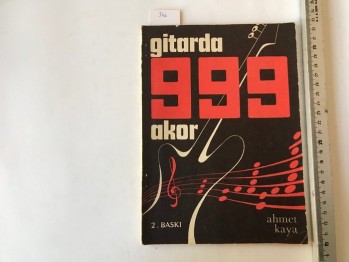 gitarda
999
akor
2. BASKI
ahmet
kaya